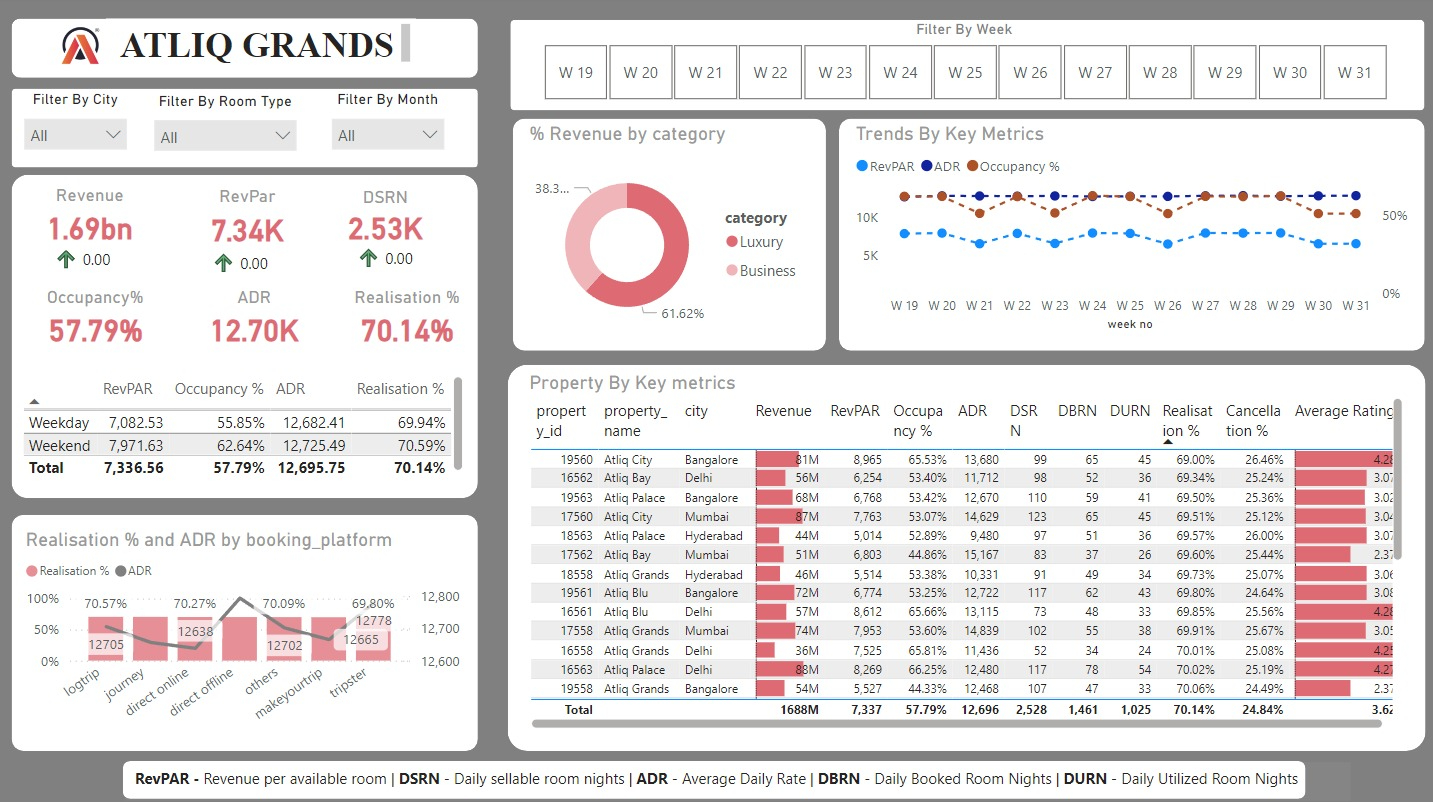 ATLIQ GRANDS
Filter By City
All
Filter By Room Type
All
Filter By Month
All
Filter By Week
W 19 W 20 W 21 W 22 W 23 W 24 W 25 W 26 W 27 W 28 W 29 W 30 W 31
Revenue RevPar DSRN
1.69bn 7.34K 2.53K
0.00 0.00 0.00
Occupancy% ADR Realisation %
57.79% 12.70K 70.14%
RevPAR Occupancy % ADR Realisation %
Weekday 7,082.53 55.85% 12,682.41 69.94%
Weekend 7,971.63 62.64% 12,725.49 70.59%
Total 7,336.56 57.79% 12,695.75 70.14%
Realisation % and ADR by booking_platform
Realisation % ADR
100% 70.57% 70.27% 70.09% 69.80% 12,800
12778
50% 12705 12638 12702 12665 12,700
0% 12,600
logtrip journey direct online direct offline others makeyourtrip tripster
% Revenue by category
38.3...
61.62%
category
Luxury
Business
Trends By Key Metrics
RevPAR ADR Occupancy %
10K 50%
5K
0%
W 19 W 20 W 21 W 22 W 23 W 24 W 25 W 26 W 27 W 28 W 29 W 30 W 31
week no
Property By Key metrics
propert property_ city Revenue RevPAR Occupa ADR DSR DBRN DURN Realisat Cancella Average Rating
y_id name ncy % N ion % tion %
19560 Atliq City Bangalore 81M 8,965 65.53% 13,680 99 65 45 69.00% 26.46% 4.28
16562 Atliq Bay Delhi 56M 6,254 53.40% 11,712 98 52 36 69.34% 25.24% 3.07
19563 Atliq Palace Bangalore 68M 6,768 53.42% 12,670 110 59 41 69.50% 25.36% 3.02
17560 Atliq City Mumbai 87M 7,763 53.07% 14,629 123 65 45 69.51% 25.12% 3.04
18563 Atliq Palace Hyderabad 44M 5,014 52.89% 9,480 97 51 36 69.57% 26.00% 3.07
17562 Atliq Bay Mumbai 51M 6,803 44.86% 15,167 83 37 26 69.60% 25.44% 2.37
18558 Atliq Grands Hyderabad 46M 5,514 53.38% 10,331 91 49 34 69.73% 25.07% 3.06
19561 Atliq Blu Bangalore 72M 6,774 53.25% 12,722 117 62 43 69.80% 24.64% 3.08
16561 Atliq Blu Delhi 57M 8,612 65.66% 13,115 73 48 33 69.85% 25.56% 4.28
17558 Atliq Grands Mumbai 74M 7,953 53.60% 14,839 102 55 38 69.91% 25.67% 3.05
16558 Atliq Grands Delhi 36M 7,525 65.81% 11,436 52 34 24 70.01% 25.08% 4.25
16563 Atliq Palace Delhi 88M 8,269 66.25% 12,480 117 78 54 70.02% 25.19% 4.27
19558 Atliq Grands Bangalore 54M 5,527 44.33% 12,468 107 47 33 70.06% 24.49% 2.37
Total 1688M 7,337 57.79% 12,696 2,528 1,461 1,025 70.14% 24.84% 3.62
RevPAR - Revenue per available room | DSRN - Daily sellable room nights | ADR - Average Daily Rate | DBRN - Daily Booked Room Nights | DURN - Daily Utilized Room Nights